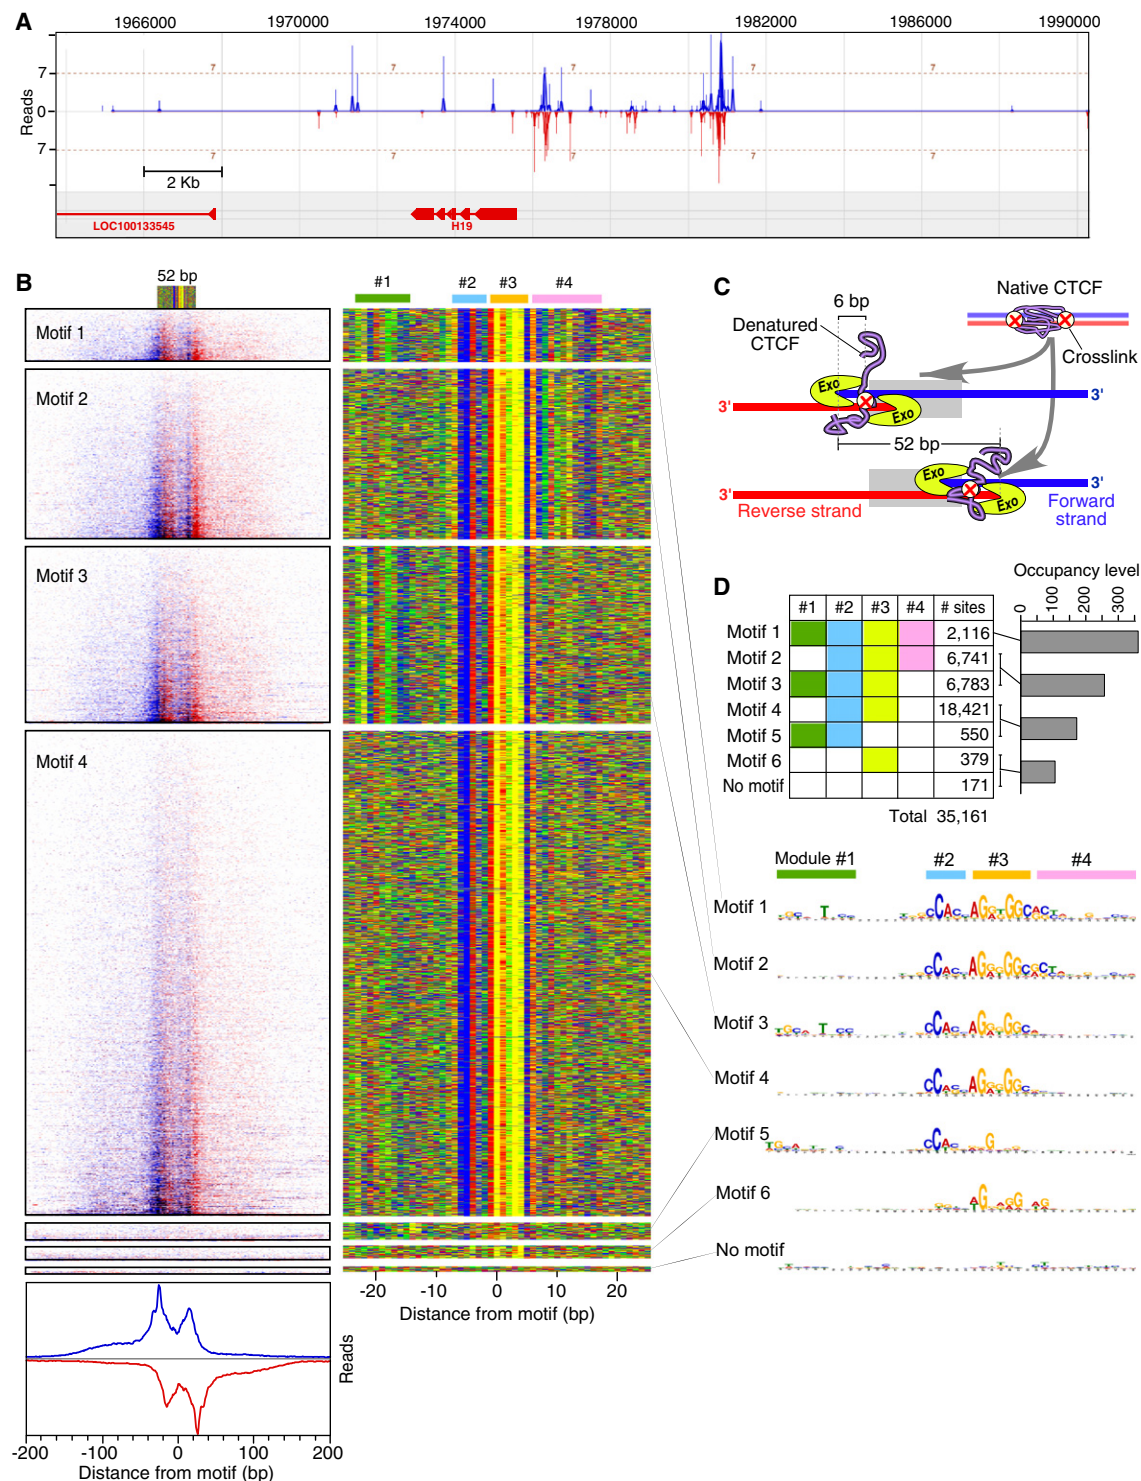 A
1966000 1970000 1974000 1978000 1982000 1986000 1990000
7 7 7 7 7 7
Reads
0
7 7 7 7 7 7
2 Kb
LOC100133545
H19
B
52 bp
#1 #2 #3 #4
Motif 1
Motif 2
Motif 3
Motif 4
-20 -10 0 10 20
Distance from motif (bp)
Reads
-200 -100 0 100 200
Distance from motif (bp)
C
6 bp
Native CTCF
Denatured
CTCF
Crosslink
Exo
Exo
3' 3'
52 bp
Exo
Exo
3' 3'
Reverse strand
Forward
strand
D
Occupancy level
0 100 200 300
#1 #2 #3 #4 # sites
Motif 1 2,116
Motif 2 6,741
Motif 3 6,783
Motif 4 18,421
Motif 5 550
Motif 6 379
No motif 171
Total 35,161
Module #1 #2 #3 #4
Motif 1
Motif 2
Motif 3
Motif 4
Motif 5
Motif 6
No motif